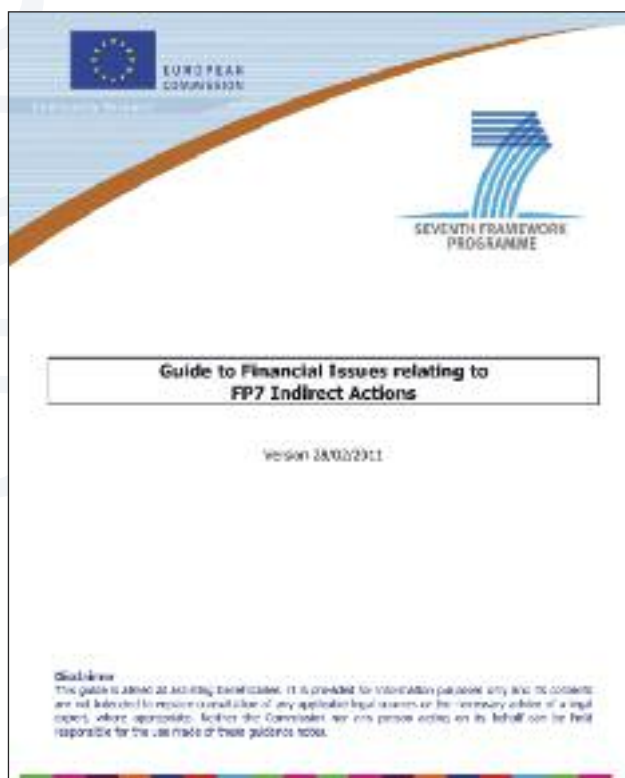 EUROPEAN
COMMISSION
SEVENTH FRAMEWORK
PROGRAMME
Guide to Financial Issues relating to
FP7 Indirect Actions
Version 28/02/2011
Disclaimer
This guide is aimed at assisting beneficiaries. It is provided for information purposes only and its contents
are not intended to replace consultation of any applicable legal sources or the necessary advice of a legal
expert, where appropriate. Neither the Commission nor any person acting on its behalf can be held
responsible for the use made of these guidance notes.